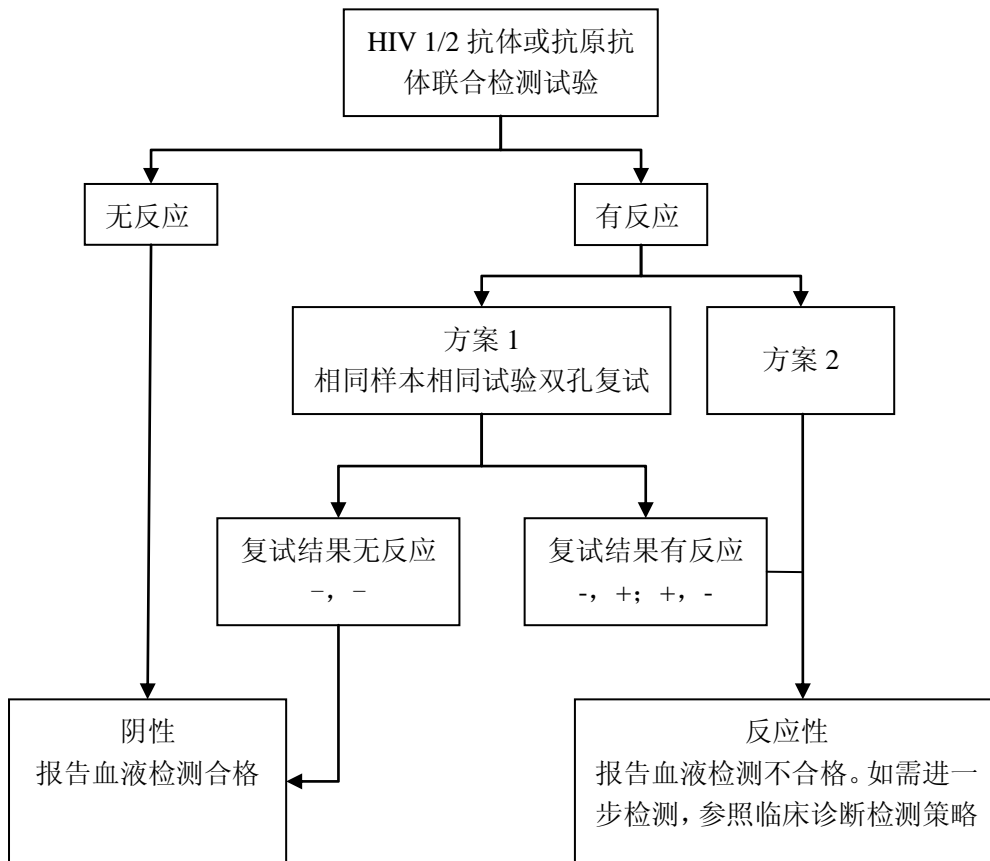 HIV 1/2 抗体或抗原抗
体联合检测试验
无反应
有反应
方案 1
相同样本相同试验双孔复试
方案 2
复试结果无反应
−，−
复试结果有反应
-，+；+，-
阴性
报告血液检测合格
反应性
报告血液检测不合格。如需进一
步检测，参照临床诊断检测策略